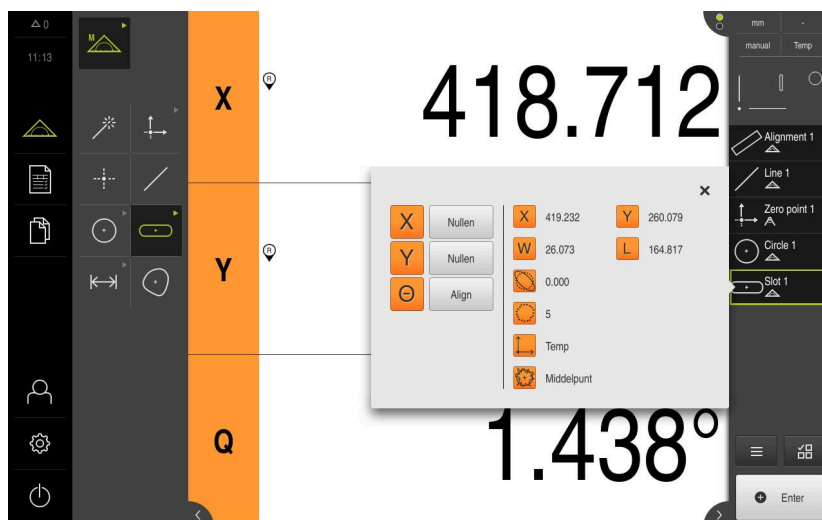 0
11:13
M
X
R
418.712
Y
R
Q
1.438°
×
X Nullen
Y Nullen
Θ Align
X 419.232 Y 260.079
W 26.073 L 164.817
0.000
5
Temp
Middelpunt
mm -
manual Temp
Alignment 1
Line 1
Zero point 1
Circle 1
Slot 1
Enter